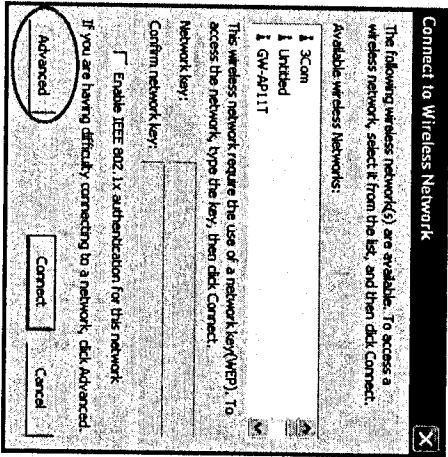 Connect to Wireless Network
The following wireless network(s) are available. To access a
wireless network, select it from the list, and then click Connect.
Available wireless Networks:
3Com
Untitled
GW-AP11T
This wireless network require the use of a network key(WEP). To
access the network, type the key, then click Connect.
Network key:
Confirm network key:
Enable IEEE 802.1x authentication for this network
If you are having difficulty connecting to a network, click Advanced.
Advanced
Connect
Cancel